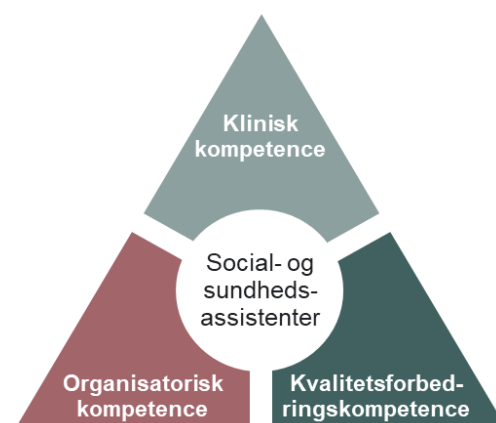 Klinisk
kompetence
Social- og
sundheds-
assistenter
Organisatorisk
kompetence
Kvalitetsforbed-
ringskompetence